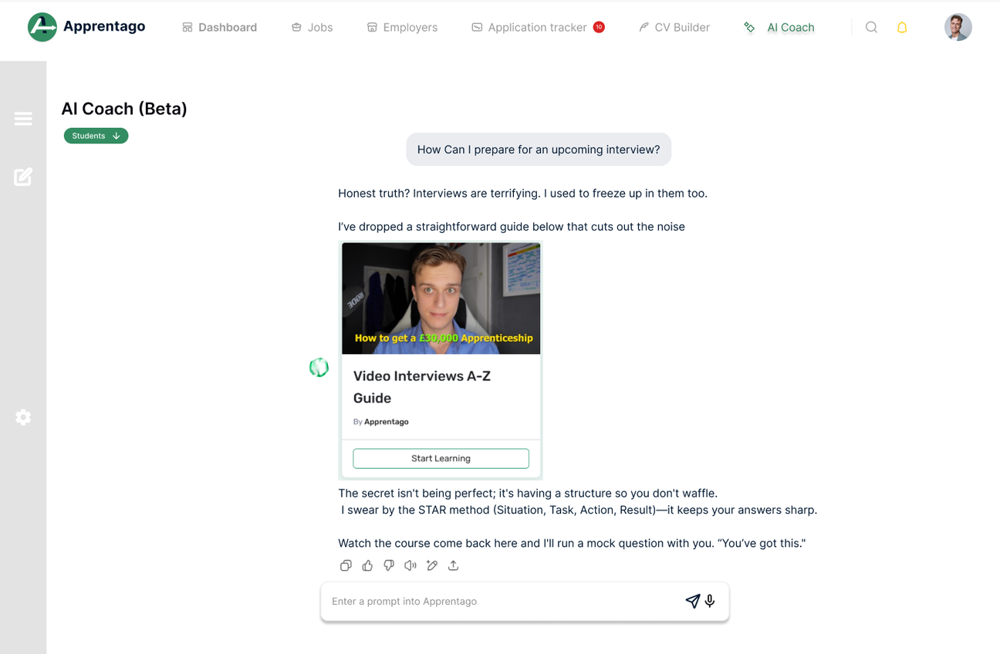 Apprentago
Dashboard
Jobs
Employers
Application tracker
10
CV Builder
AI Coach
AI Coach (Beta)
Students
How Can I prepare for an upcoming interview?
Honest truth? Interviews are terrifying. I used to freeze up in them too.
I’ve dropped a straightforward guide below that cuts out the noise
RODE
How to get a £30,000 Apprenticeship
Video Interviews A-Z
Guide
By Apprentago
Start Learning
The secret isn't being perfect; it's having a structure so you don't waffle.
I swear by the STAR method (Situation, Task, Action, Result)—it keeps your answers sharp.
Watch the course come back here and I'll run a mock question with you. “You’ve got this."
Enter a prompt into Apprentago